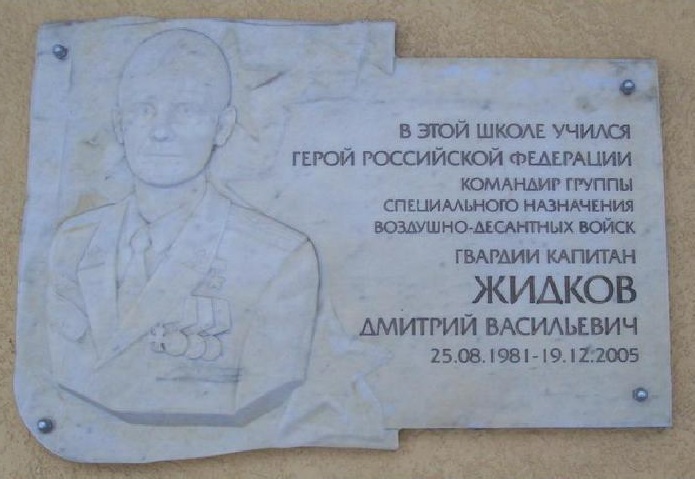 В ЭТОЙ ШКОЛЕ УЧИЛСЯ
ГЕРОЙ РОССИЙСКОЙ ФЕДЕРАЦИИ
КОМАНДИР ГРУППЫ
СПЕЦИАЛЬНОГО НАЗНАЧЕНИЯ
ВОЗДУШНО-ДЕСАНТНЫХ ВОЙСК
ГВАРДИИ КАПИТАН
ЖИДКОВ
ДМИТРИЙ ВАСИЛЬЕВИЧ
25.08.1981-19.12.2005